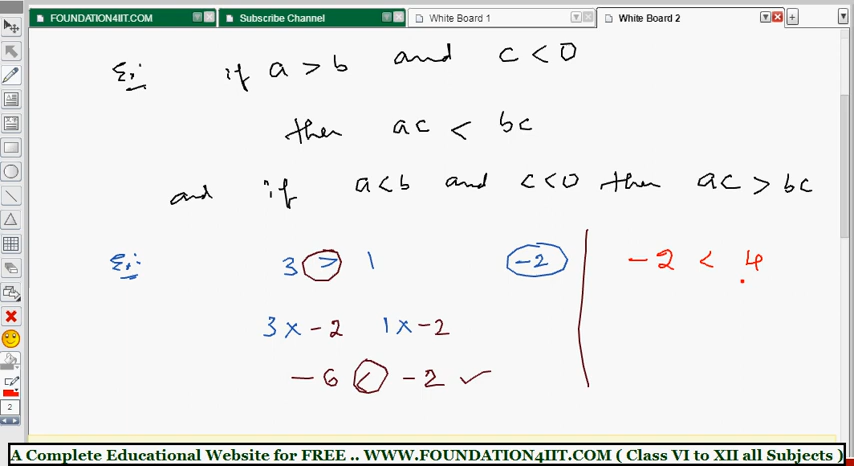 FOUNDATION4IIT.COM Subscribe Channel White Board 1 White Board 2
Ex: if a > b and c < 0
then ac < bc
and if a < b and c < 0 then ac > bc
Ex: 3 > 1 -2
-2 < 4
3 x -2 1 x -2
-6 < -2 ✓
2
A Complete Educational Website for FREE .. WWW.FOUNDATION4IIT.COM ( Class VI to XII all Subjects )